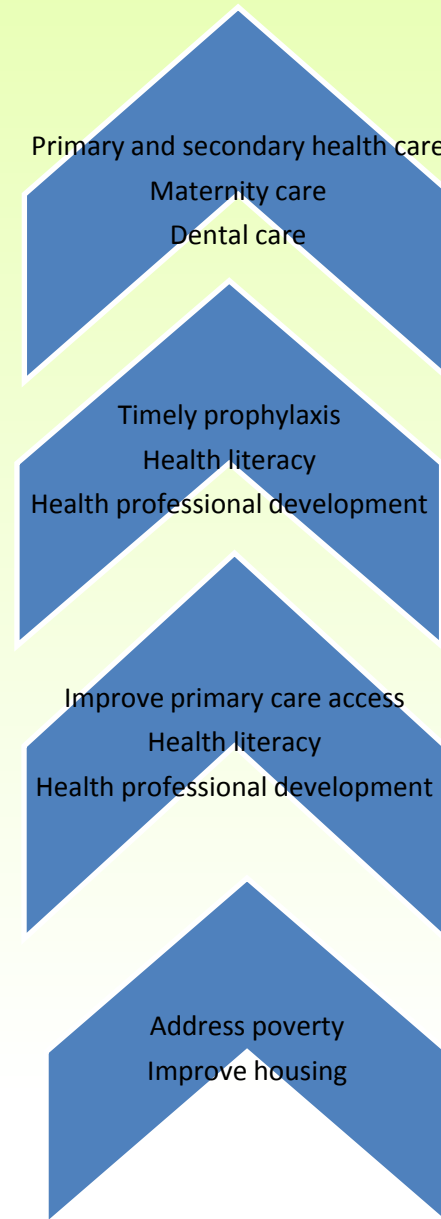 Primary and secondary health care
Maternity care
Dental care
Timely prophylaxis
Health literacy
Health professional development
Improve primary care access
Health literacy
Health professional development
Address poverty
Improve housing